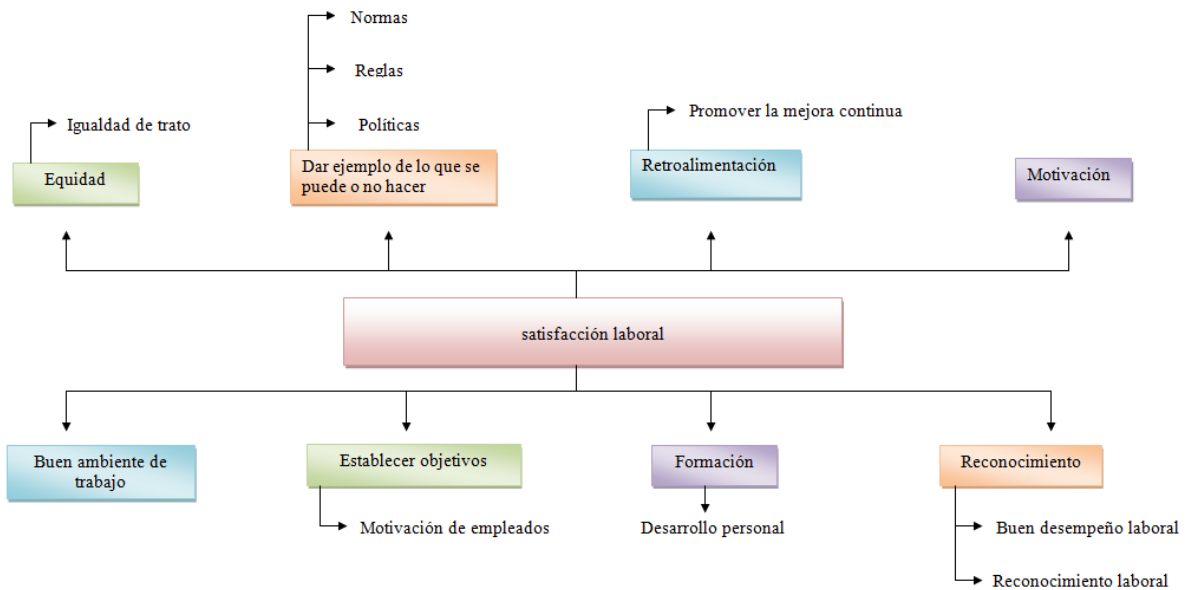 Normas
Reglas
Políticas
Igualdad de trato
Promover la mejora continua
Equidad
Dar ejemplo de lo que se
puede o no hacer
Retroalimentación
Motivación
satisfacción laboral
Buen ambiente de
trabajo
Establecer objetivos
Formación
Reconocimiento
Motivación de empleados
Desarrollo personal
Buen desempeño laboral
Reconocimiento laboral